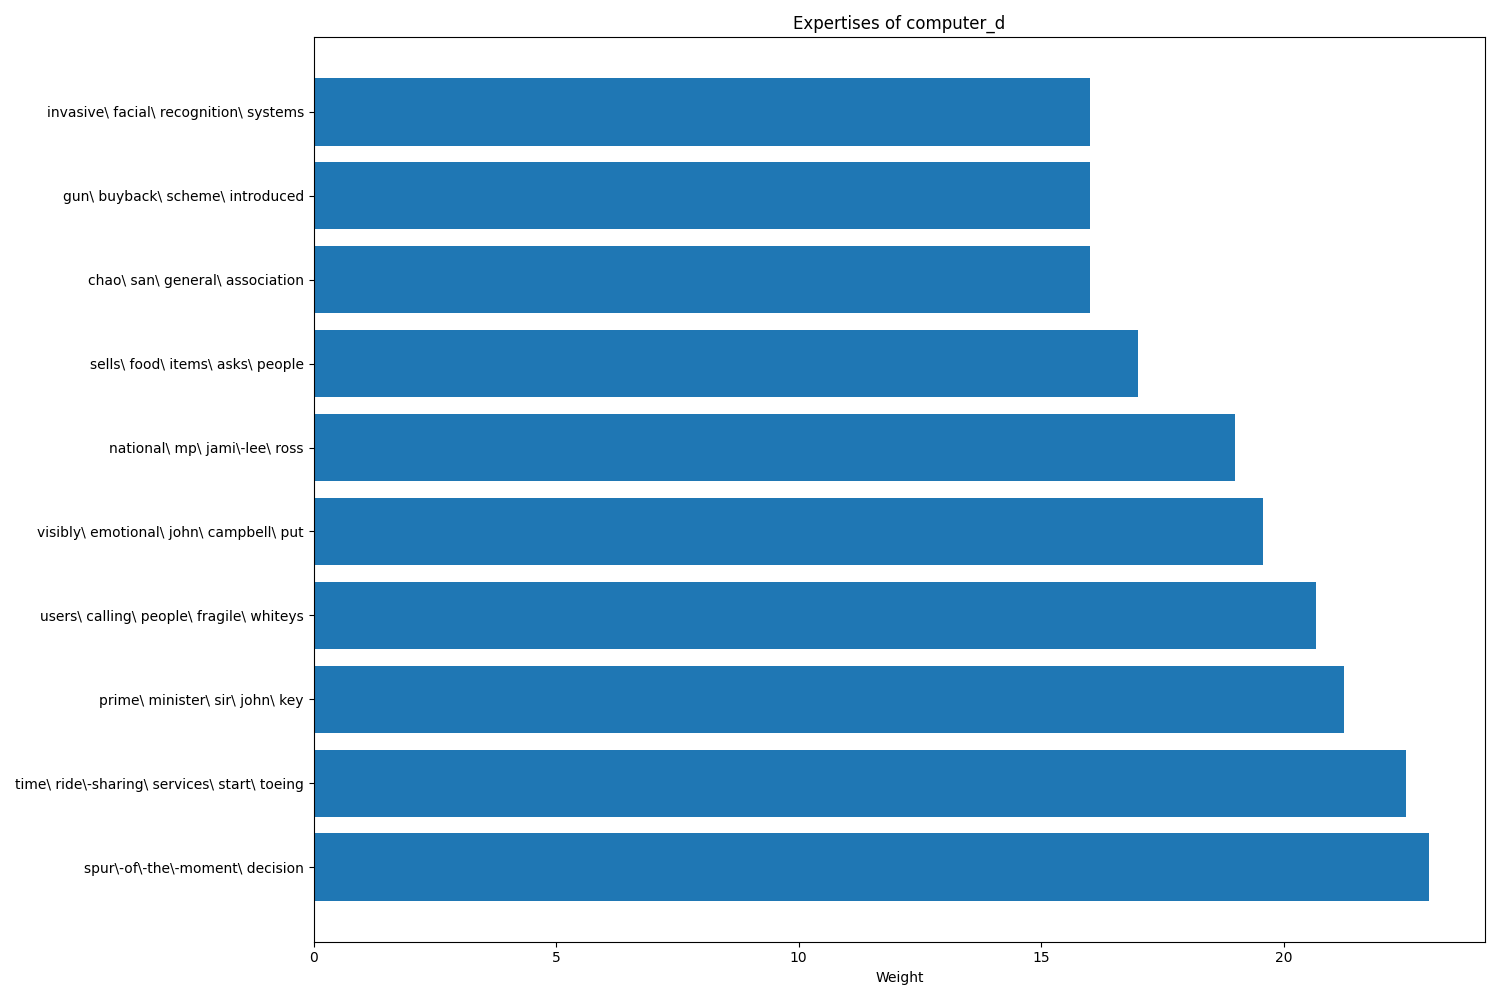 Expertises of computer_d
invasive\ facial\ recognition\ systems
gun\ buyback\ scheme\ introduced
chao\ san\ general\ association
sells\ food\ items\ asks\ people
national\ mp\ jami\-lee\ ross
visibly\ emotional\ john\ campbell\ put
users\ calling\ people\ fragile\ whiteys
prime\ minister\ sir\ john\ key
time\ ride\-sharing\ services\ start\ toeing
spur\-of\-the\-moment\ decision
0 5 10 15 20
Weight